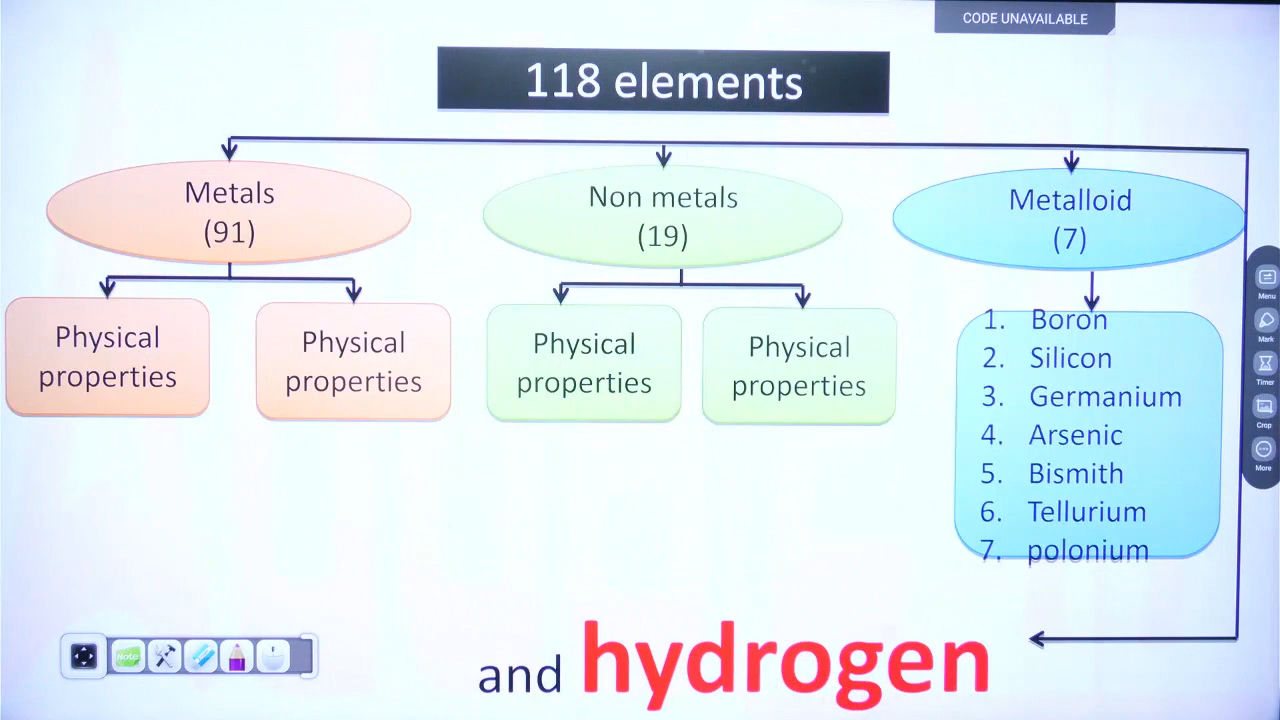 CODE UNAVAILABLE
118 elements
Metals
(91)
Non metals
(19)
Metalloid
(7)
Physical
properties
Physical
properties
Physical
properties
Physical
properties
1. Boron
2. Silicon
3. Germanium
4. Arsenic
5. Bismith
6. Tellurium
7. polonium
Menu
Mark
Timer
Crop
More
Note
and hydrogen